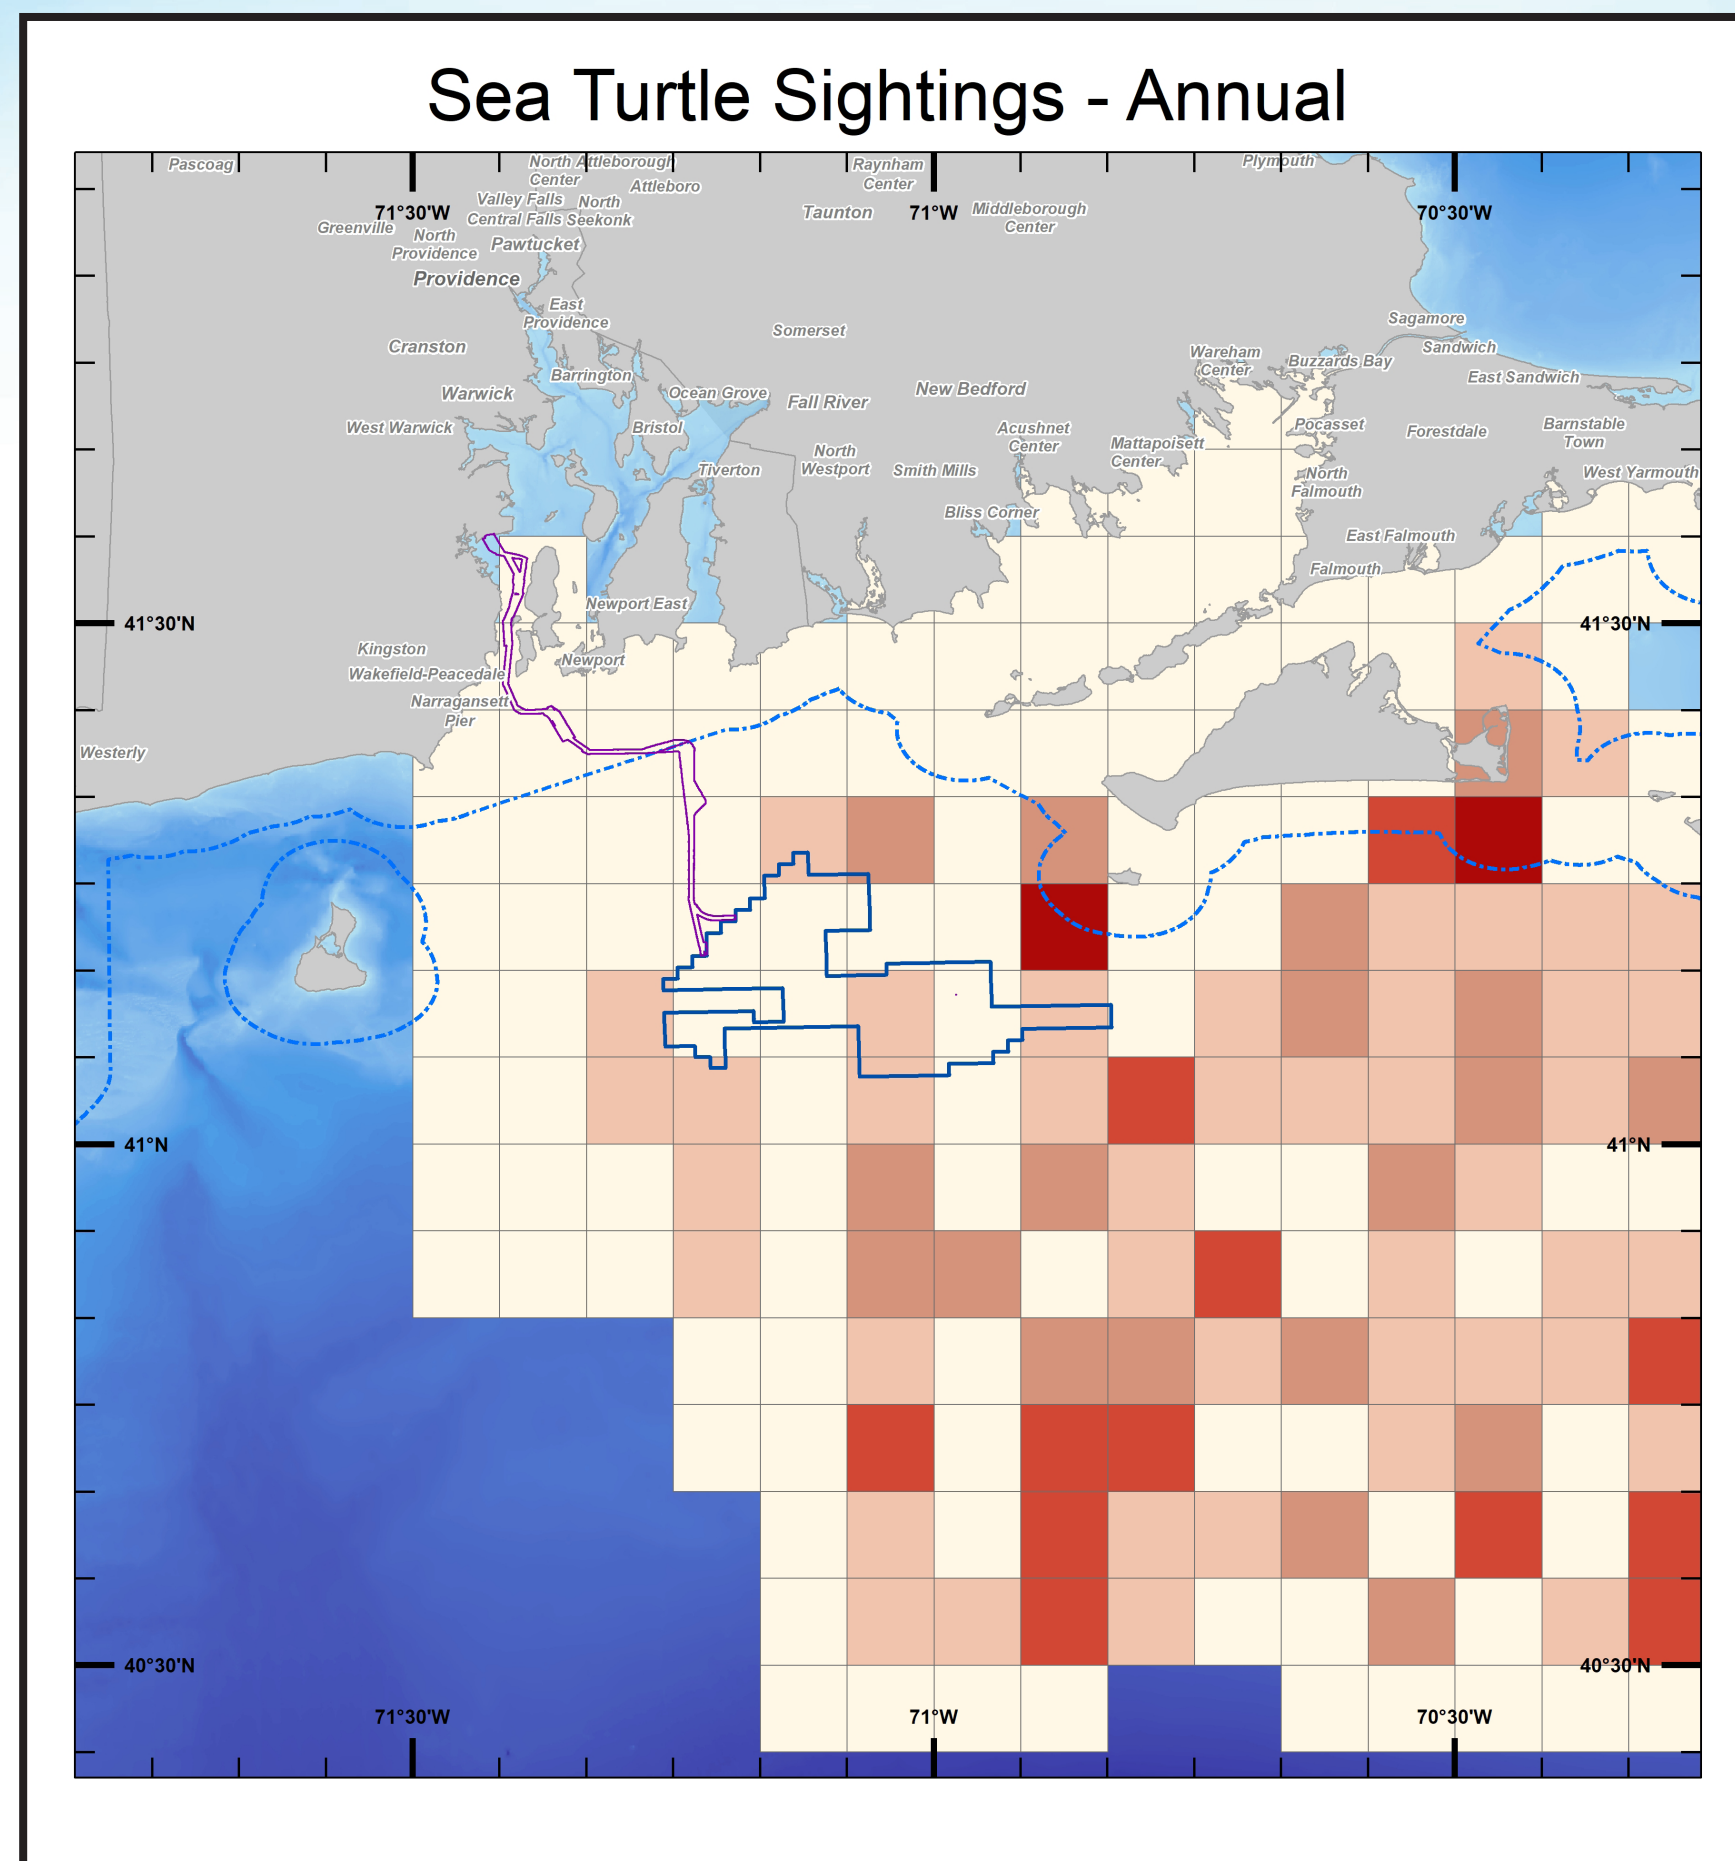 Sea Turtle Sightings - Annual
Pascoag
North Attleborough
Center
Attleboro
Raynham
Center
Plymouth
Valley Falls
North
Central Falls Seekonk
71°30'W
71°W
70°30'W
Taunton
Middleborough
Center
Greenville
North
Providence
Pawtucket
Providence
East
Providence
Somerset
Sagamore
Cranston
Wareham
Center
Buzzards Bay
Sandwich
Barrington
East Sandwich
Warwick
Ocean Grove
Fall River
New Bedford
West Warwick
Bristol
Acushnet
Center
Mattapoisett
Center
Pocasset
Forestdale
Barnstable
Town
Tiverton
North
Westport
Smith Mills
North
Falmouth
West Yarmouth
Bliss Corner
East Falmouth
Falmouth
Newport East
41°30'N
41°30'N
Kingston
Newport
Wakefield-Peacedale
Narragansett
Pier
Westerly
41°N
41°N
40°30'N
40°30'N
71°30'W
71°W
70°30'W